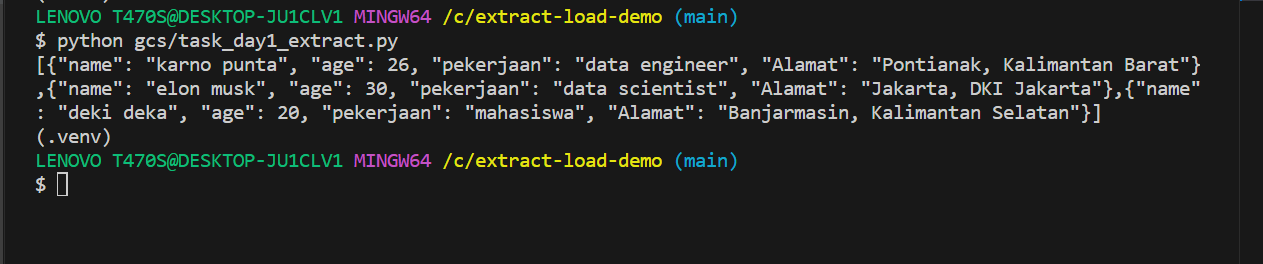 LENOVO T470S@DESKTOP-JU1CLV1 MINGW64 /c/extract-load-demo (main)
$ python gcs/task_day1_extract.py
[{"name": "karno punta", "age": 26, "pekerjaan": "data engineer", "Alamat": "Pontianak, Kalimantan Barat"}
,{"name": "elon musk", "age": 30, "pekerjaan": "data scientist", "Alamat": "Jakarta, DKI Jakarta"},{"name"
: "deki deka", "age": 20, "pekerjaan": "mahasiswa", "Alamat": "Banjarmasin, Kalimantan Selatan"}]
(.venv)
LENOVO T470S@DESKTOP-JU1CLV1 MINGW64 /c/extract-load-demo (main)
$